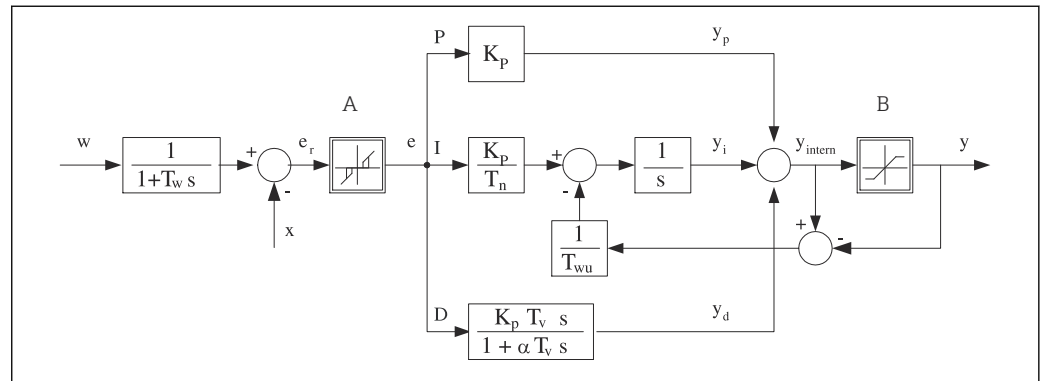 P
K_P
y_p
A
B
w
1
1+T_w s
+
-
e_r
e
I
K_P
T_n
+
-
1
s
y_i
y_intern
y
x
1
T_wu
+
-
D
K_p T_v s
1 + α T_v s
y_d